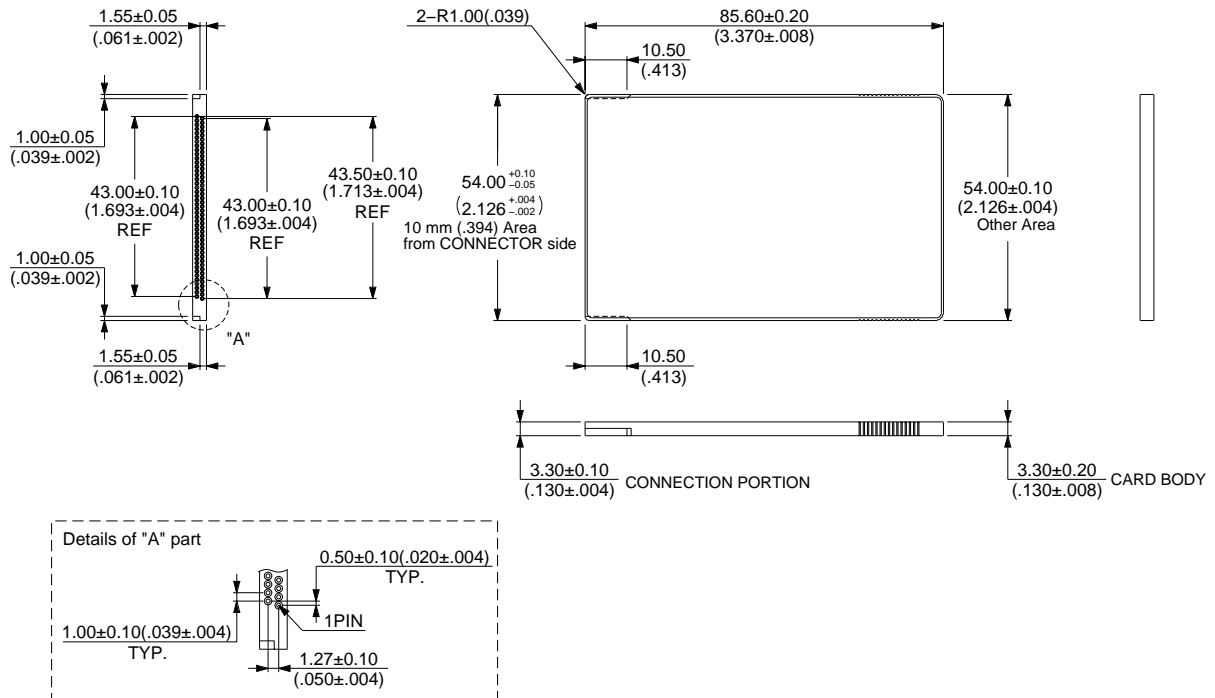 1.55±0.05
(.061±.002)
2–R1.00(.039)
85.60±0.20
(3.370±.008)
10.50
(.413)
1.00±0.05
(.039±.002)
43.00±0.10
(1.693±.004)
REF
43.00±0.10
(1.693±.004)
REF
43.50±0.10
(1.713±.004)
REF
54.00 +0.10 –0.05
(2.126 +.004 –.002)
10 mm (.394) Area
from CONNECTOR side
54.00±0.10
(2.126±.004)
Other Area
1.00±0.05
(.039±.002)
"A"
1.55±0.05
(.061±.002)
10.50
(.413)
3.30±0.10
(.130±.004)
CONNECTION PORTION
3.30±0.20
(.130±.008)
CARD BODY
Details of "A" part
0.50±0.10(.020±.004)
TYP.
1PIN
1.00±0.10(.039±.004)
TYP.
1.27±0.10
(.050±.004)